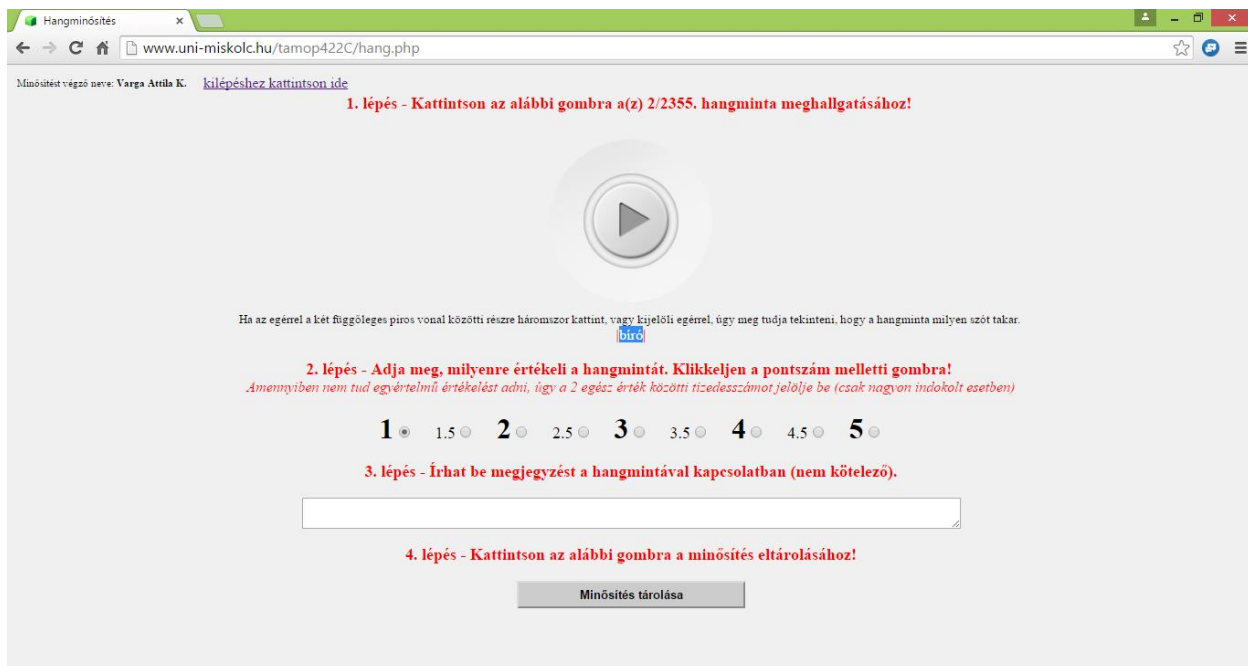 Hangminősítés
www.uni-miskolc.hu/tamop422C/hang.php
Minősítést végző neve: Varga Attila K. kilépéshez kattintson ide
1. lépés - Kattintson az alábbi gombra a(z) 2/2355. hangminta meghallgatásához!
Ha az egérrel a két függőleges piros vonal közötti részre háromszor kattint, vagy kijelöli egérrel, úgy meg tudja tekinteni, hogy a hangminta milyen szót takar.
|bíró|
2. lépés - Adja meg, milyenre értékeli a hangmintát. Klikkeljen a pontszám melletti gombra!
Amennyiben nem tud egyértelmű értékelést adni, úgy a 2 egész érték közötti tizedesszámot jelölje be (csak nagyon indokolt esetben)
1 1.5 2 2.5 3 3.5 4 4.5 5
3. lépés - Írhat be megjegyzést a hangmintával kapcsolatban (nem kötelező).
4. lépés - Kattintson az alábbi gombra a minősítés eltárolásához!
Minősítés tárolása